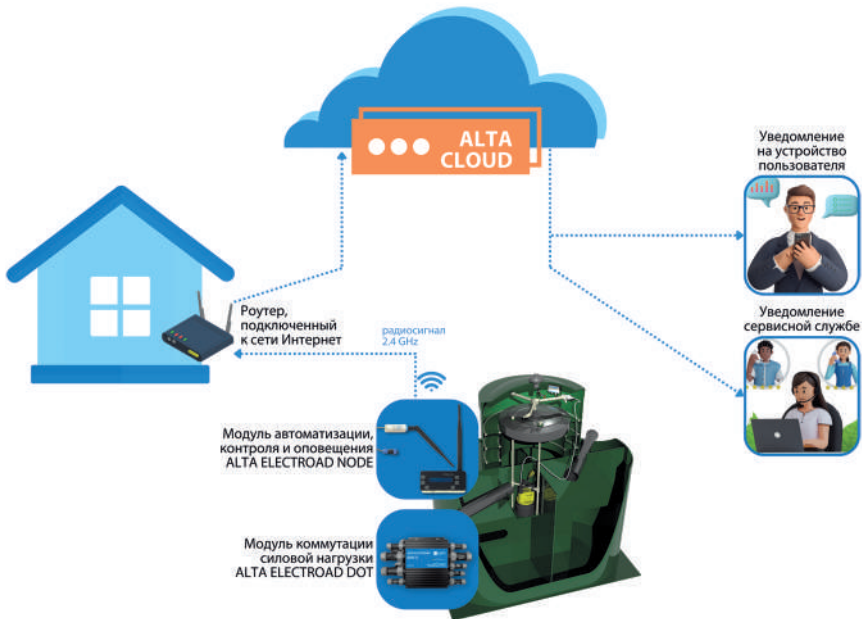 ALTA
CLOUD
Уведомление
на устройство
пользователя
Роутер,
подключенный
к сети Интернет
радиосигнал
2.4 GHz
Уведомление
сервисной службе
Модуль автоматизации,
контроля и оповещения
ALTA ELECTROAD NODE
Модуль коммутации
силовой нагрузки
ALTA ELECTROAD DOT